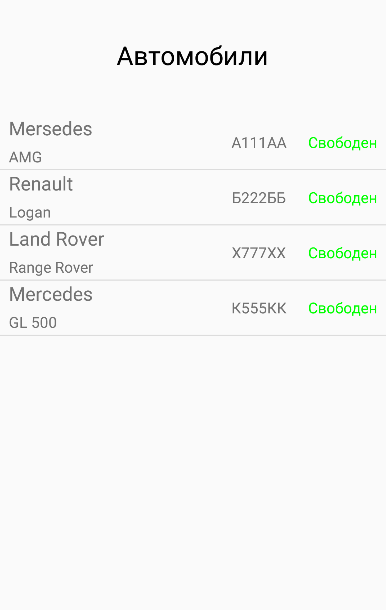 Автомобили
Mersedes
AMG
А111АА
Свободен
Renault
Logan
Б222ББ
Свободен
Land Rover
Range Rover
Х777ХХ
Свободен
Mercedes
GL 500
К555КК
Свободен